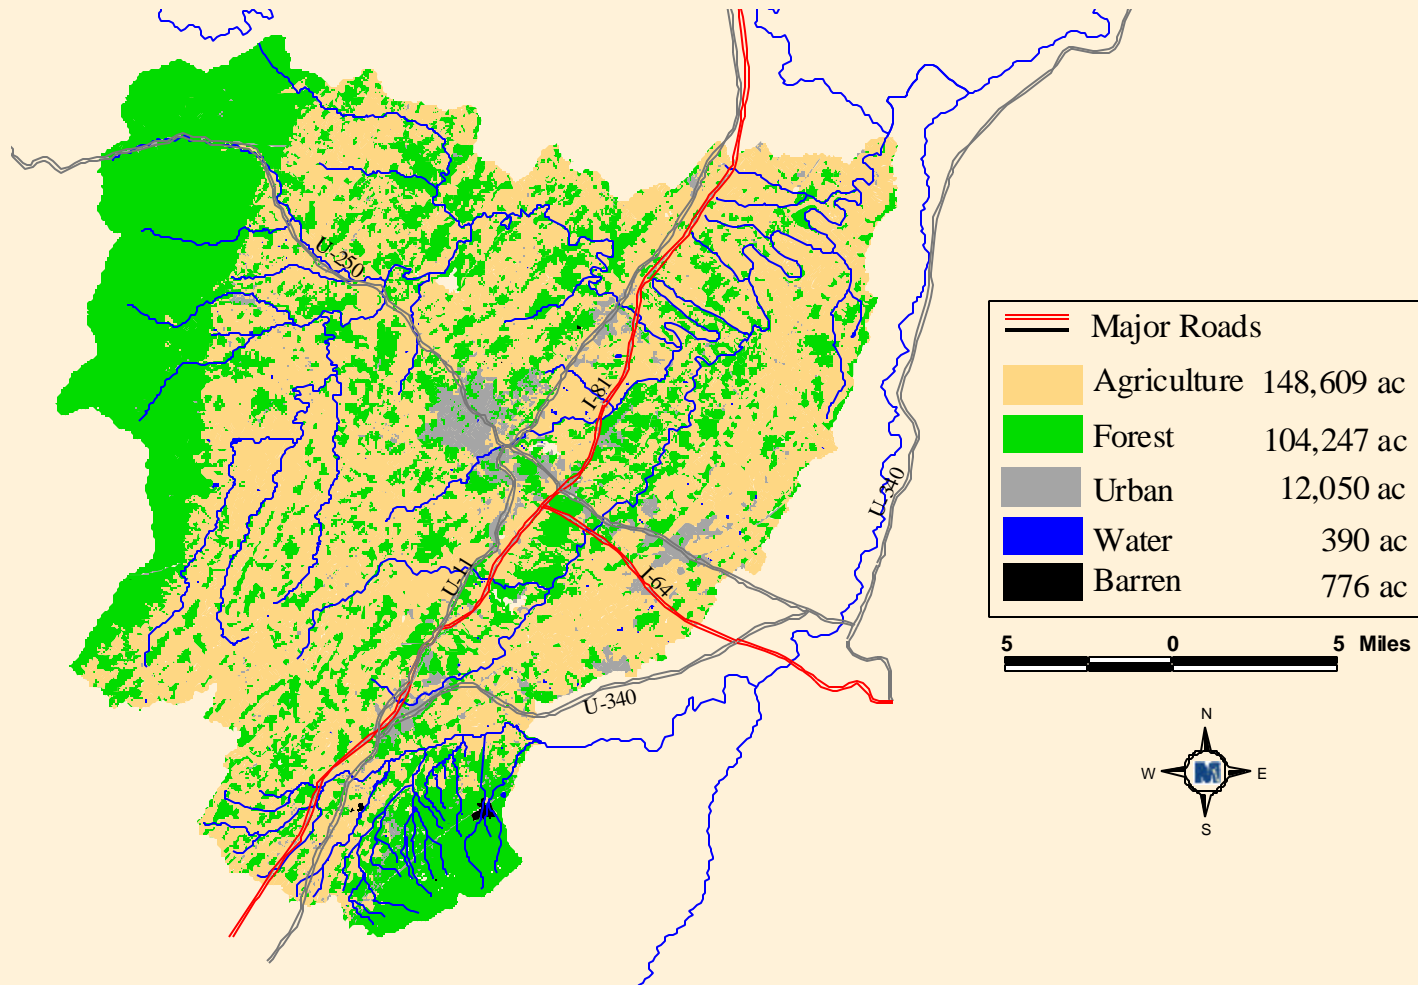 U-250
I-81
U-340
U-11
I-64
U-340
Major Roads
Agriculture 148,609 ac
Forest 104,247 ac
Urban 12,050 ac
Water 390 ac
Barren 776 ac
5 0 5 Miles
N
W M E
S